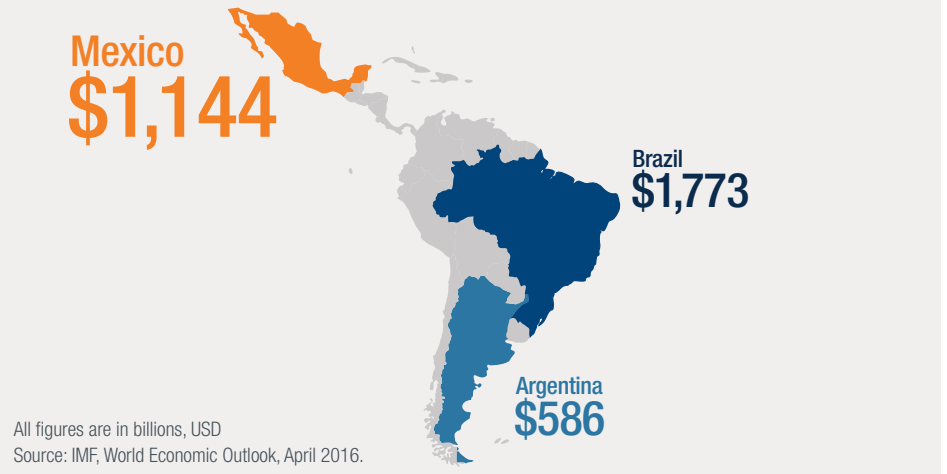 Mexico
$1,144
Brazil
$1,773
Argentina
$586
All figures are in billions, USD
Source: IMF, World Economic Outlook, April 2016.